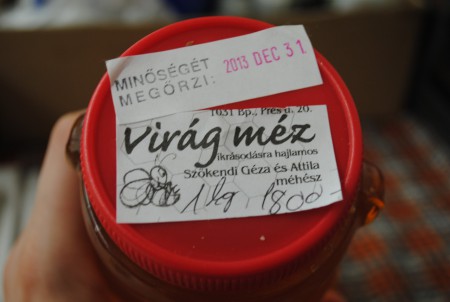 MINŐSÉGÉT
MEGŐRZI: 2013 DEC 31
1031 Bp., Prés u. 20.
Virág méz
ikrásodásra hajlamos
Szökendi Géza és Attila
méhész
1 kg 1800-